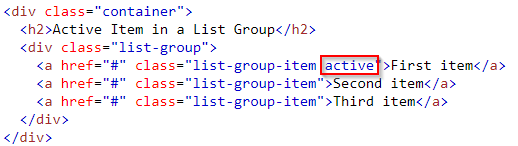 <div class="container">
  <h2>Active Item in a List Group</h2>
  <div class="list-group">
    <a href="#" class="list-group-item active">First item</a>
    <a href="#" class="list-group-item">Second item</a>
    <a href="#" class="list-group-item">Third item</a>
  </div>
</div>